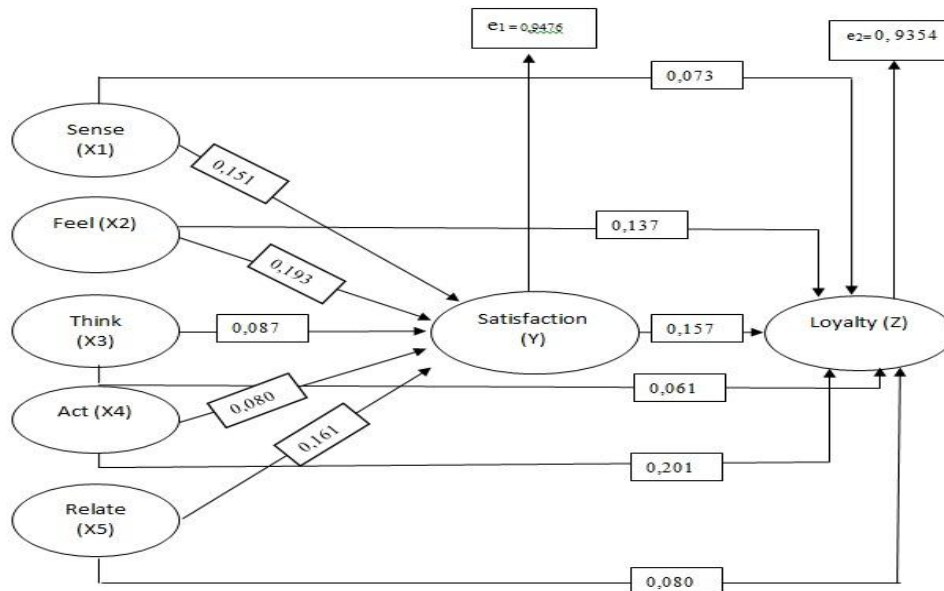 e1 = 0,9476
e2= 0, 9354
0,073
Sense
(X1)
0,151
Feel (X2)
0,137
0,193
Think
(X3)
0,087
Satisfaction
(Y)
0,157
Loyalty (Z)
0,080
0,061
Act (X4)
0,161
0,201
Relate
(X5)
0,080